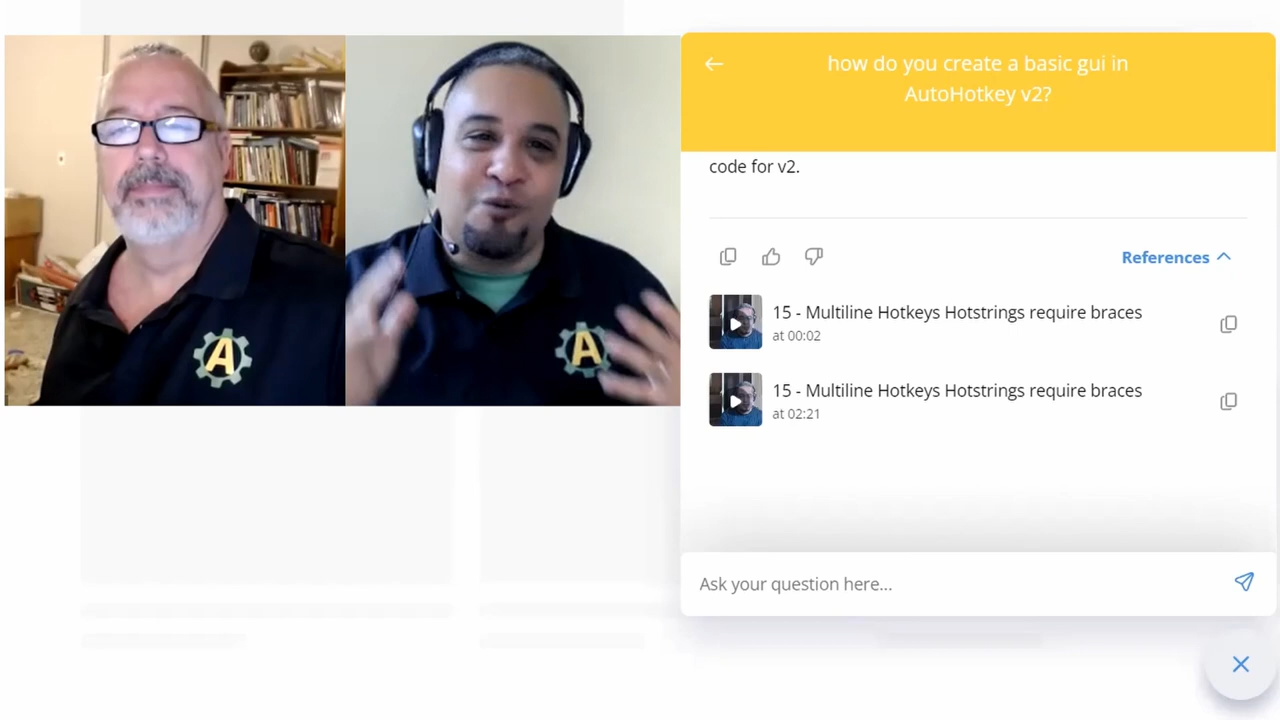 how do you create a basic gui in
AutoHotkey v2?
code for v2.
References
15 - Multiline Hotkeys Hotstrings require braces
at 00:02
15 - Multiline Hotkeys Hotstrings require braces
at 02:21
Ask your question here...
A
A